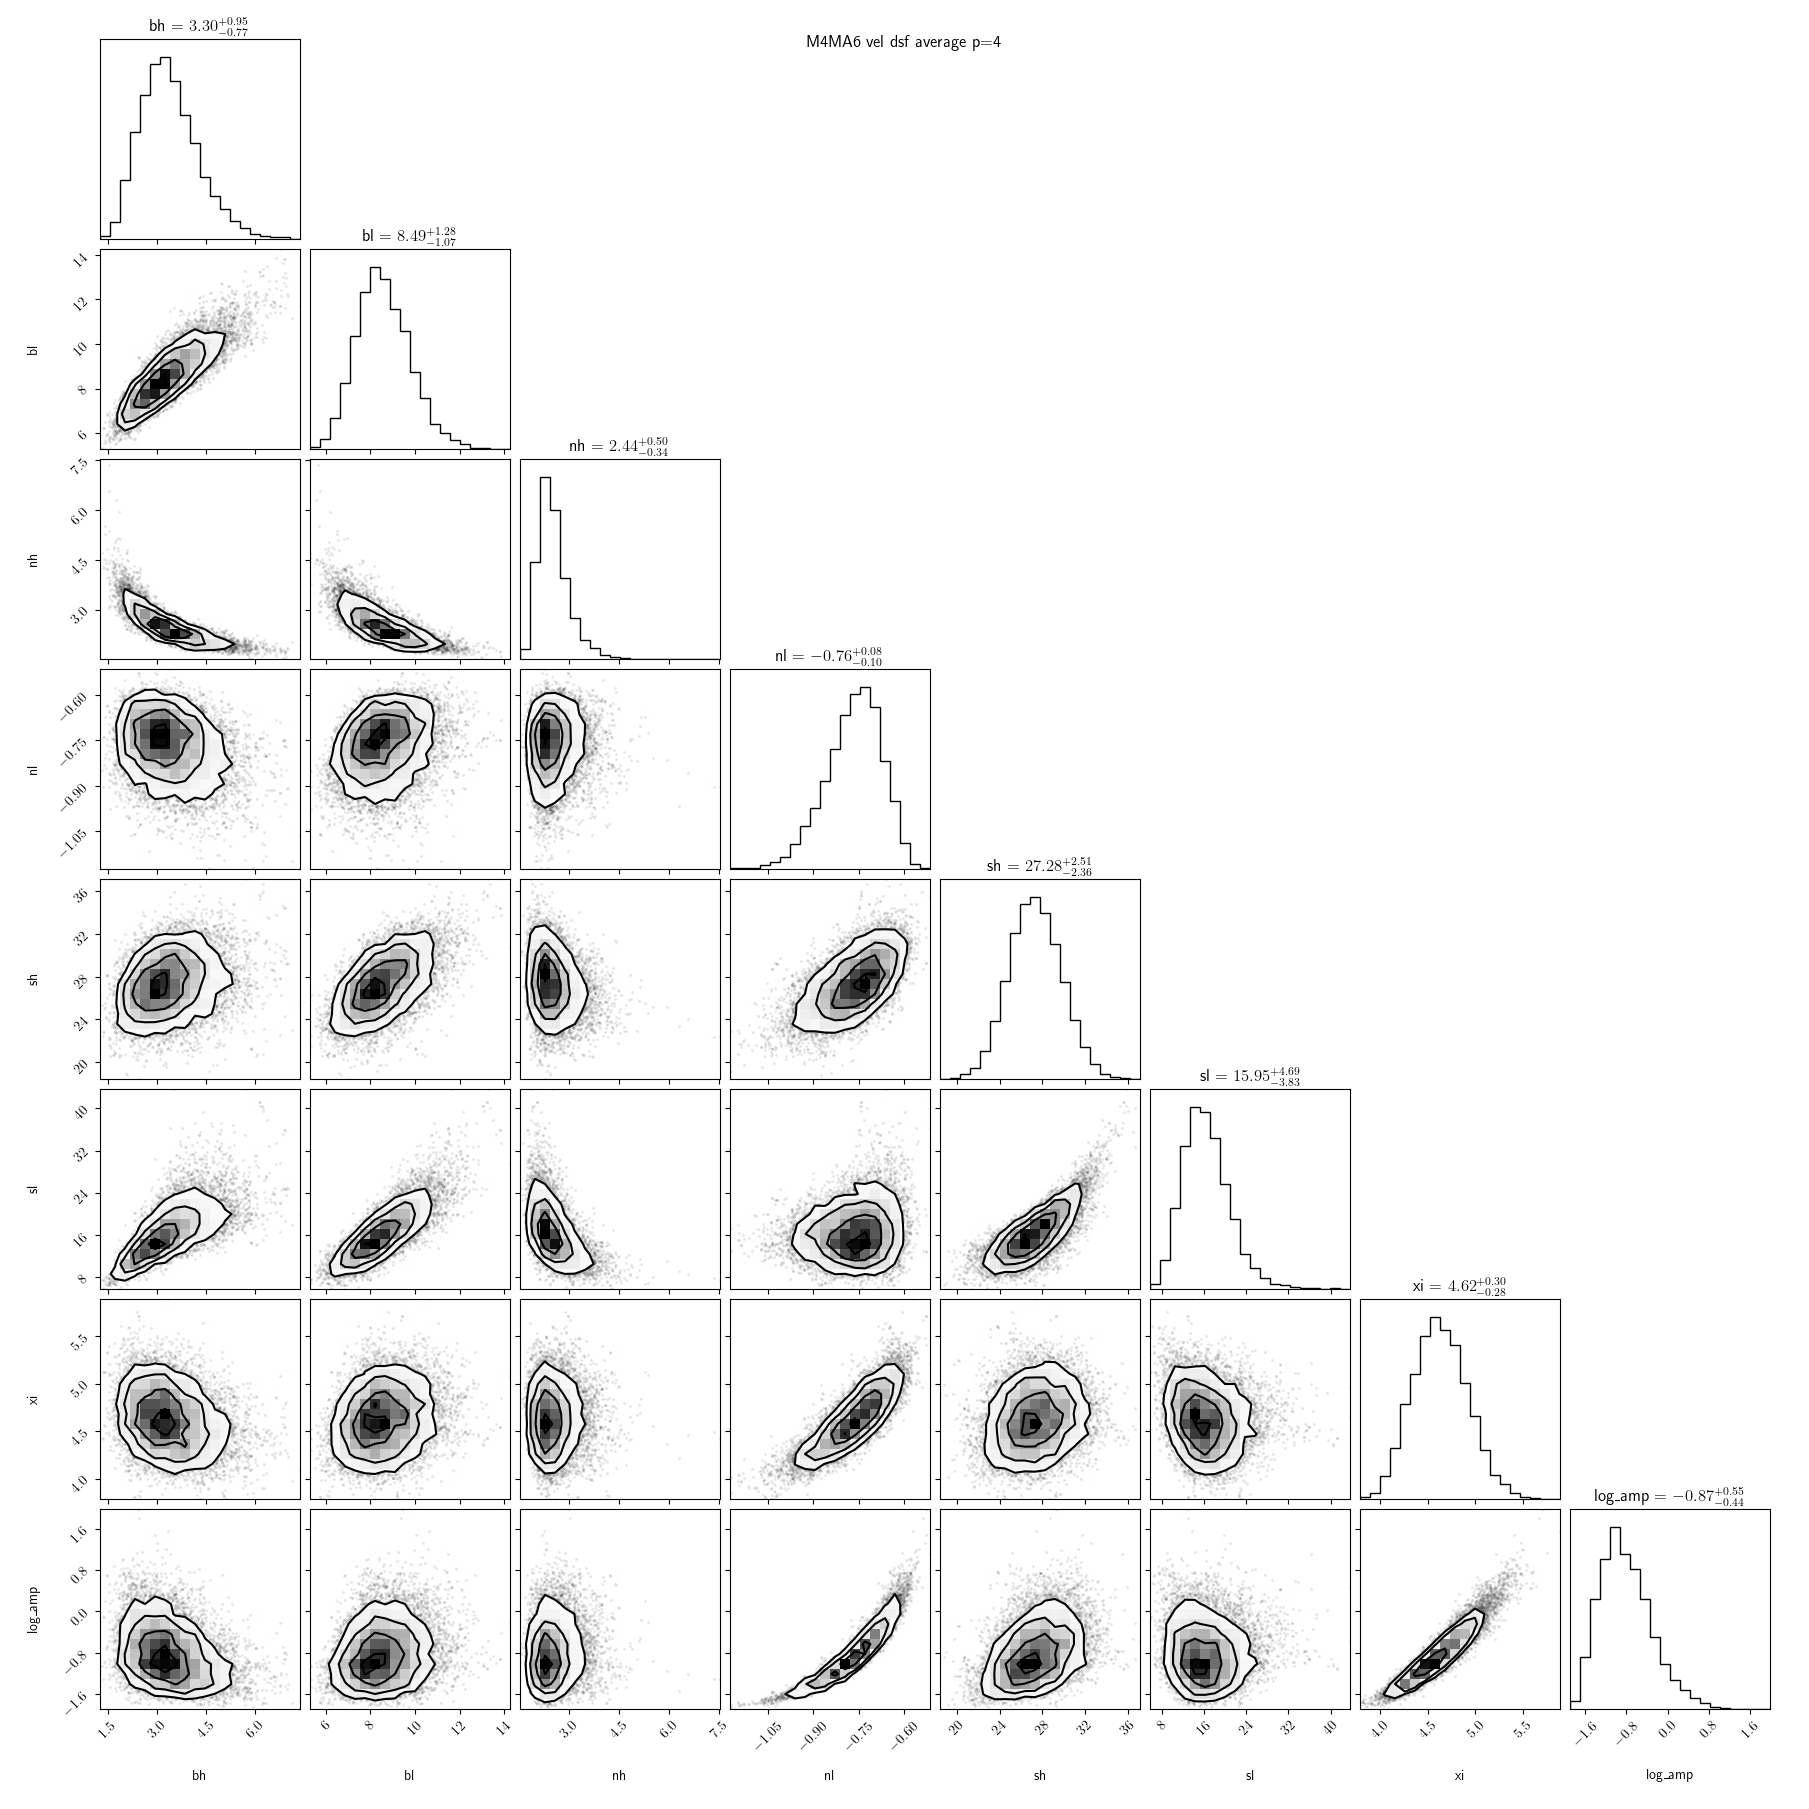 M4MA6 vel dsf average p=4
bh = 3.30+0.95−0.77
bl = 8.49+1.28−1.07
bl
14
12
10
8
6
nh = 2.44+0.50−0.34
nh
7.5
6.0
4.5
3.0
nl = −0.76+0.08−0.10
nl
−0.60
−0.75
−0.90
−1.05
sh = 27.28+2.51−2.36
sh
36
32
28
24
20
sl = 15.95+4.69−3.83
sl
40
32
24
16
8
xi = 4.62+0.30−0.28
xi
5.5
5.0
4.5
4.0
log_amp = −0.87+0.55−0.44
log_amp
1.6
0.8
0.0
−0.8
−1.6
1.5 3.0 4.5 6.0 6 8 10 12 14 3.0 4.5 6.0 7.5 −1.05 −0.90 −0.75 −0.60 20 24 28 32 36 8 16 24 32 40 4.0 4.5 5.0 5.5 −1.6 −0.8 0.0 0.8 1.6
bh bl nh nl sh sl xi log_amp